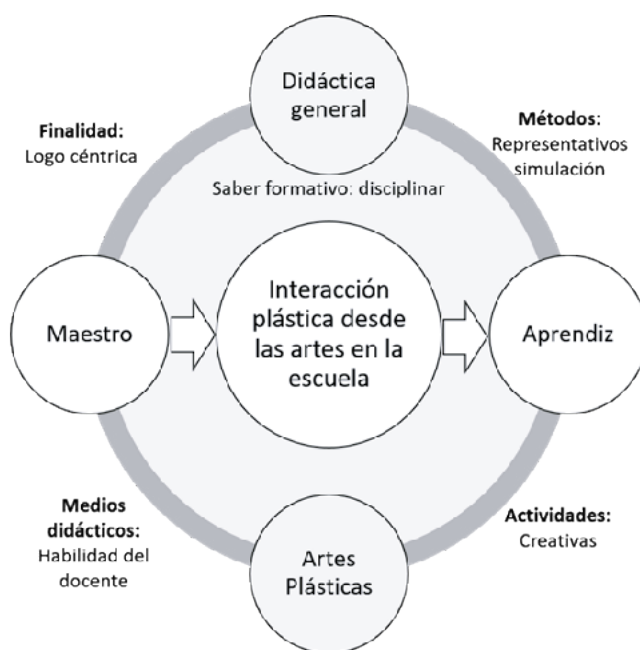 Didáctica
general
Finalidad:
Logo céntrica
Métodos:
Representativos
simulación
Saber formativo: disciplinar
Maestro
Interacción
plástica desde
las artes en la
escuela
Aprendiz
Medios
didácticos:
Habilidad del
docente
Actividades:
Creativas
Artes
Plásticas